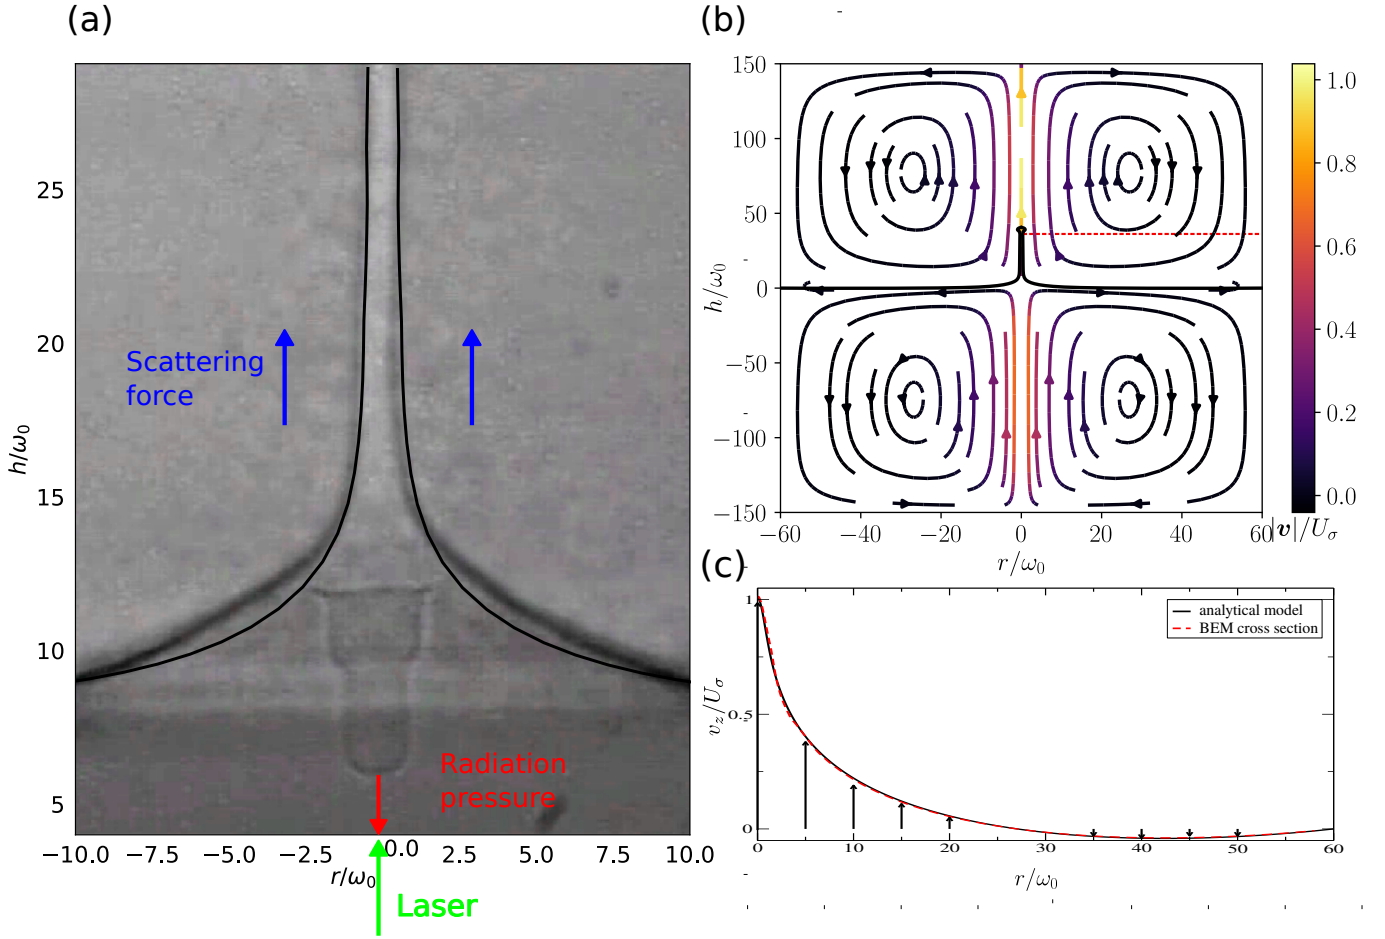 (a)
25
20
15
10
5
h/ω0
Scattering
force
Radiation
pressure
−10.0 −7.5 −5.0 −2.5 0.0 2.5 5.0 7.5 10.0
r/ω0
Laser
(b)
150
100
50
0
−50
−100
−150
h/ω0
−60 −40 −20 0 20 40 60
r/ω0
1.0
0.8
0.6
0.4
0.2
0.0
|v|/Uσ
(c)
1
0.5
0
vz/Uσ
analytical model
BEM cross section
0 10 20 30 40 50 60
r/ω0